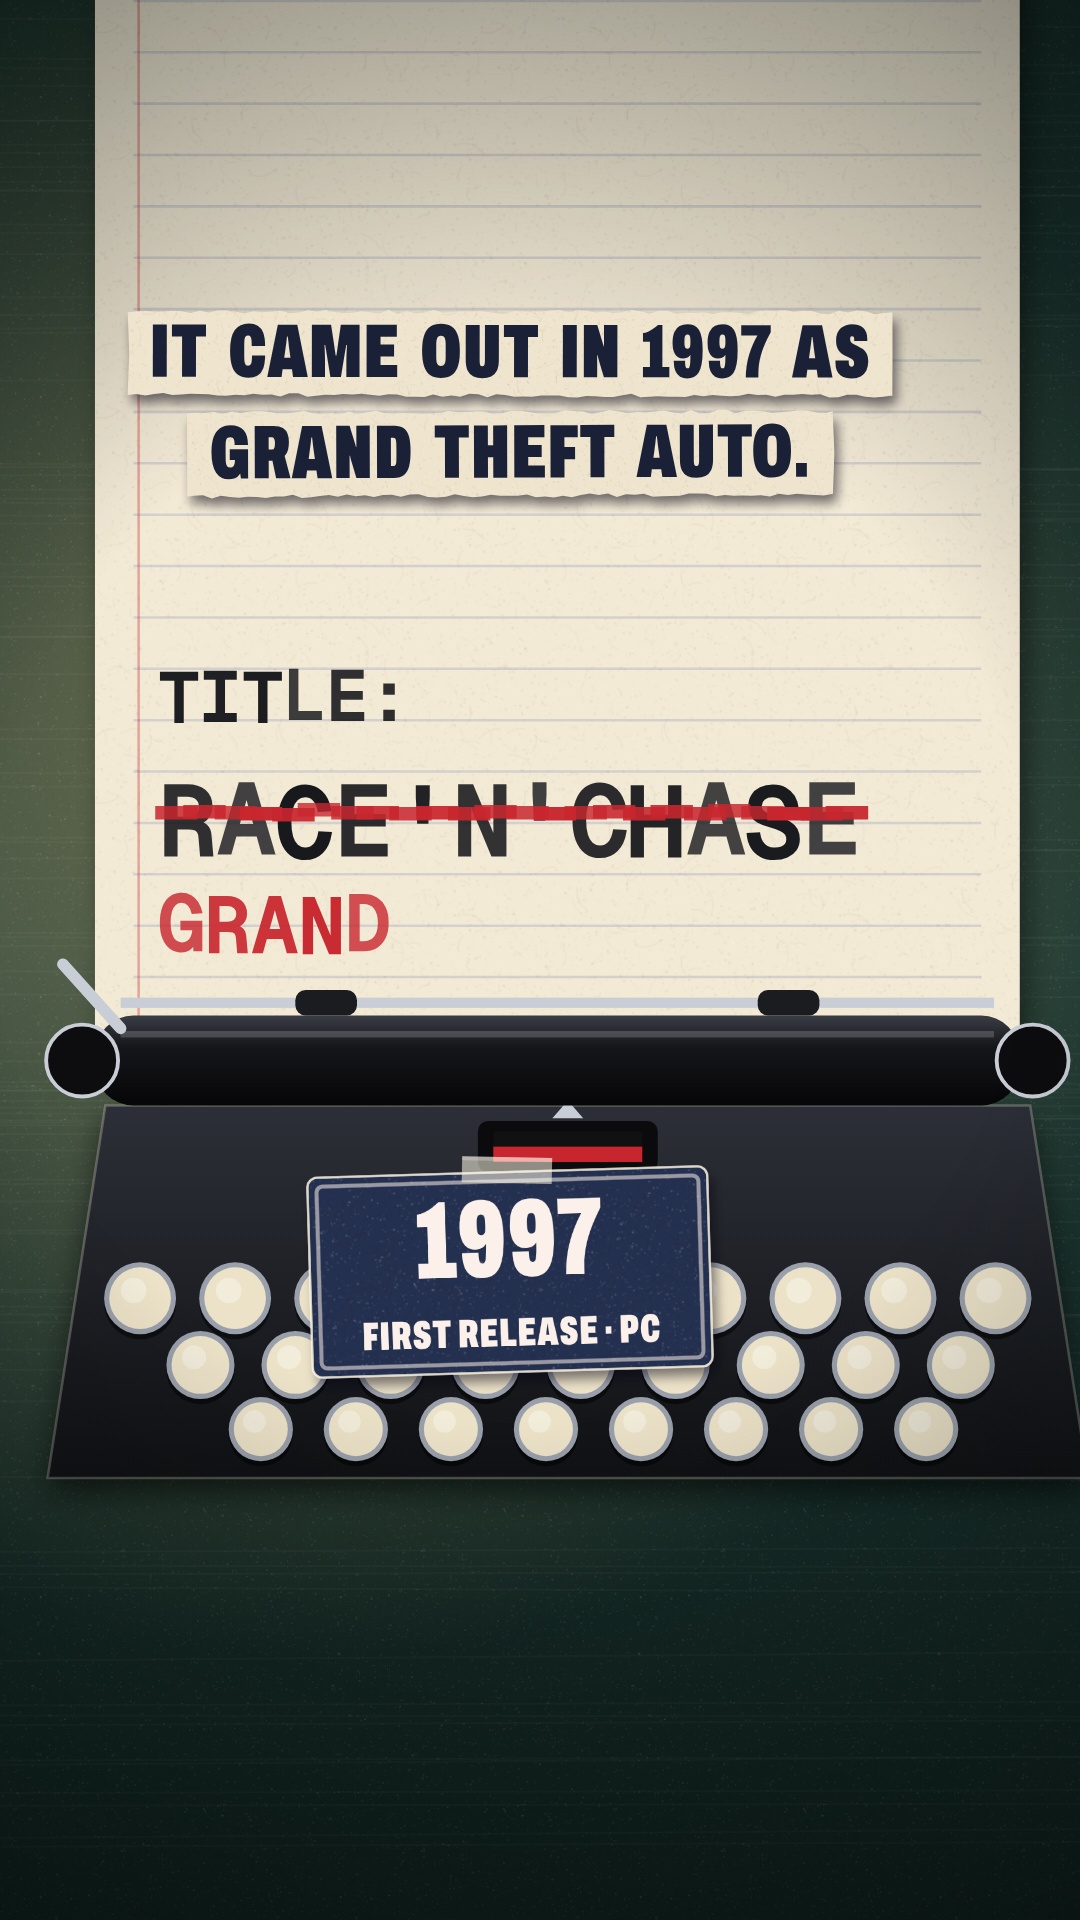 IT CAME OUT IN 1997 AS
GRAND THEFT AUTO.
TITLE:
RACE'N'CHASE
GRAND
1997
FIRST RELEASE · PC